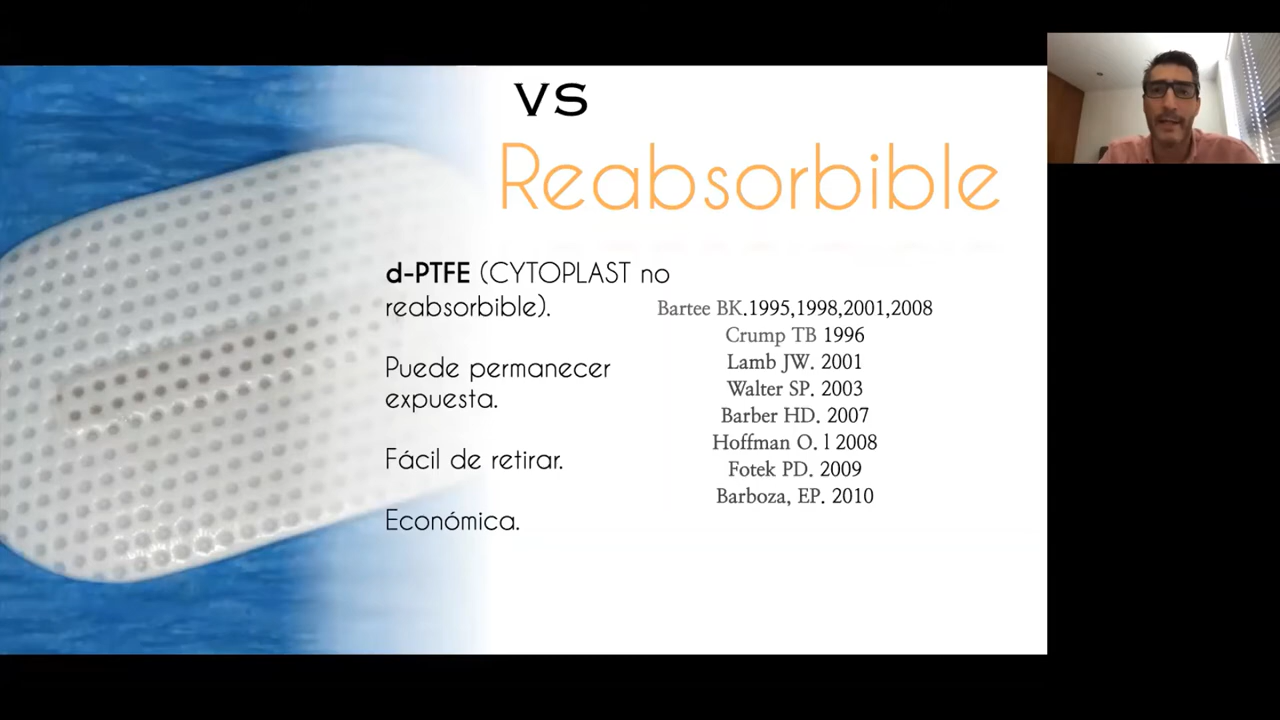 VS
Reabsorbible
d-PTFE (CYTOPLAST no
reabsorbible).
Puede permanecer
expuesta.
Fácil de retirar.
Económica.
Bartee BK.1995,1998,2001,2008
Crump TB 1996
Lamb JW. 2001
Walter SP. 2003
Barber HD. 2007
Hoffman O. l 2008
Fotek PD. 2009
Barboza, EP. 2010